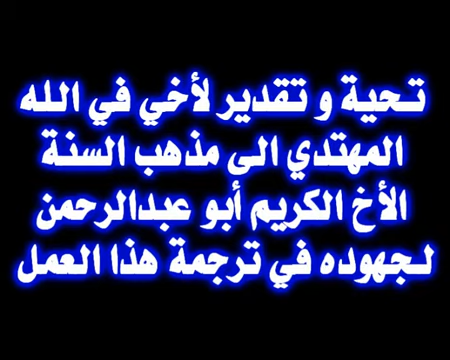 تحية و تقدير لأخي في الله
المهتدي الى مذهب السنة
الأخ الكريم أبو عبدالرحمن
لجهوده في ترجمة هذا العمل